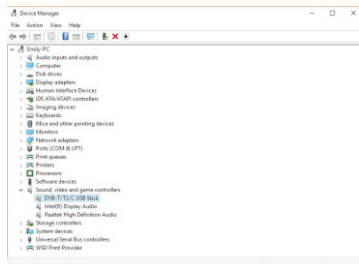 Device Manager
File Action View Help
Emily-PC
Audio inputs and outputs
Computer
Disk drives
Display adapters
Human Interface Devices
IDE ATA/ATAPI controllers
Imaging devices
Keyboards
Mice and other pointing devices
Monitors
Network adapters
Ports (COM & LPT)
Print queues
Printers
Processors
Software devices
Sound, video and game controllers
DVB-T/T2/C USB Stick
Intel(R) Display Audio
Realtek High Definition Audio
Storage controllers
System devices
Universal Serial Bus controllers
WSD Print Provider